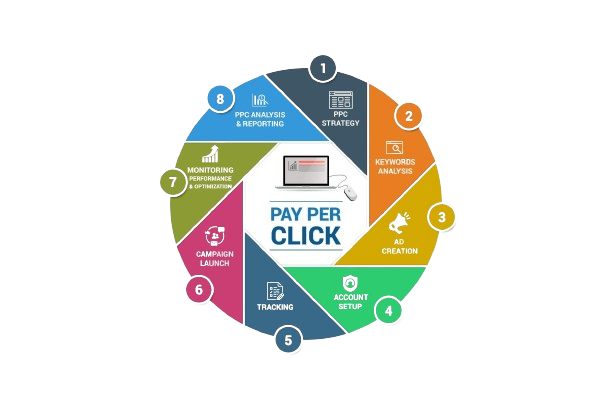 1
PPC
STRATEGY
2
KEYWORDS
ANALYSIS
3
AD
CREATION
4
ACCOUNT
SETUP
5
TRACKING
6
CAMPAIGN
LAUNCH
7
MONITORING
PERFORMANCE
& OPTIMIZATION
8
PPC ANALYSIS
& REPORTING
PAY PER
CLICK